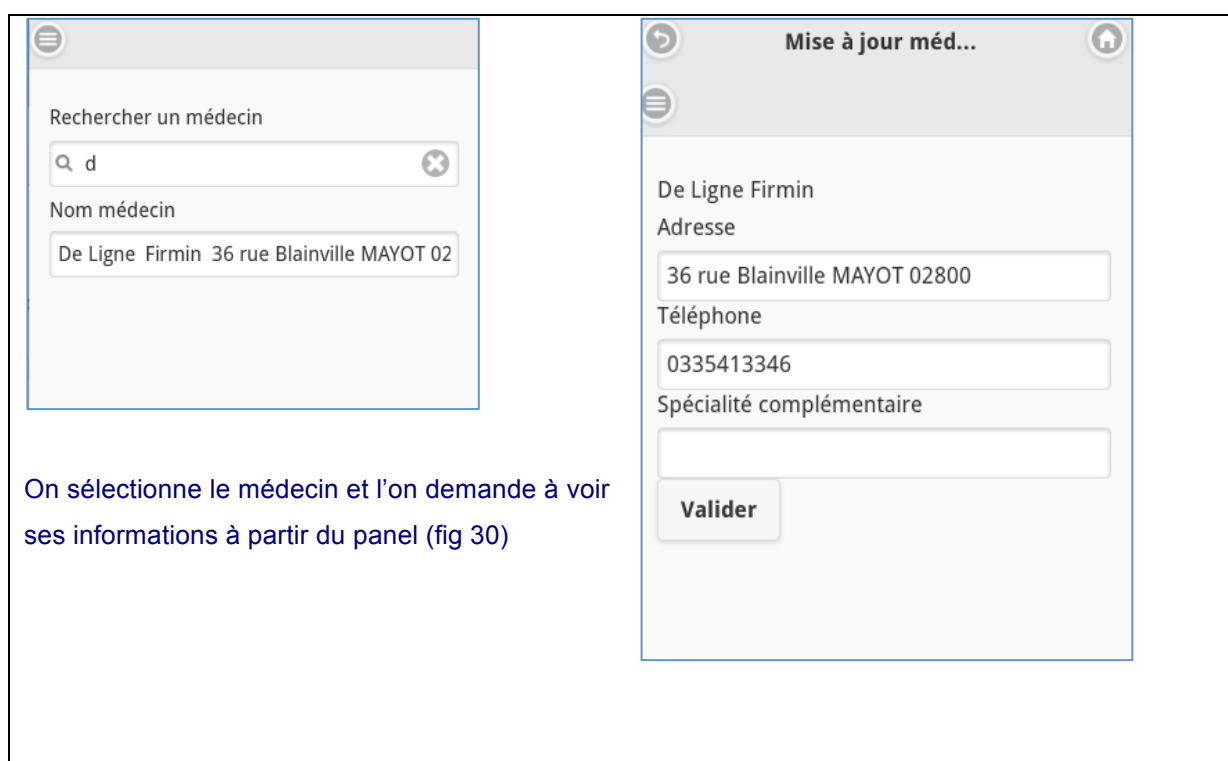 Rechercher un médecin
d
Nom médecin
De Ligne Firmin 36 rue Blainville MAYOT 02
On sélectionne le médecin et l’on demande à voir
ses informations à partir du panel (fig 30)
Mise à jour méd...
De Ligne Firmin
Adresse
36 rue Blainville MAYOT 02800
Téléphone
0335413346
Spécialité complémentaire
Valider